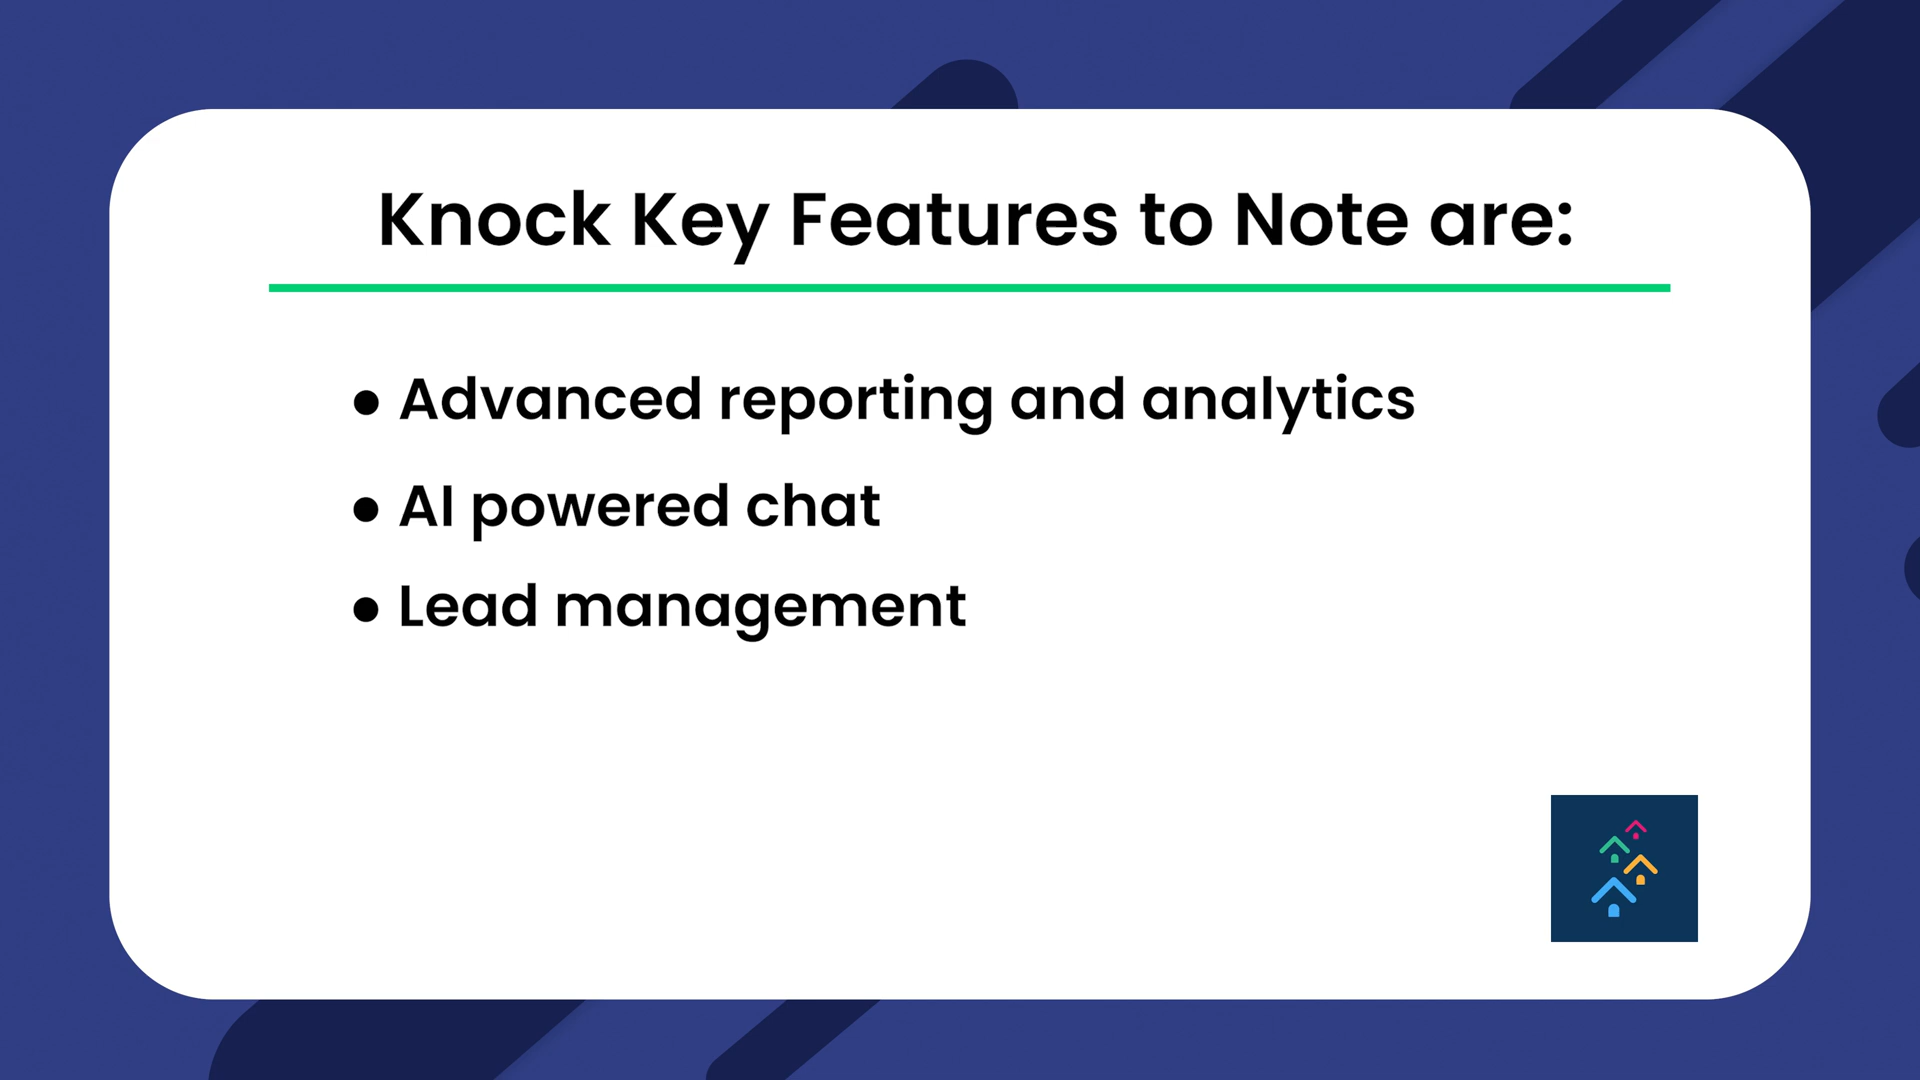 Knock Key Features to Note are:
● Advanced reporting and analytics
● AI powered chat
● Lead management